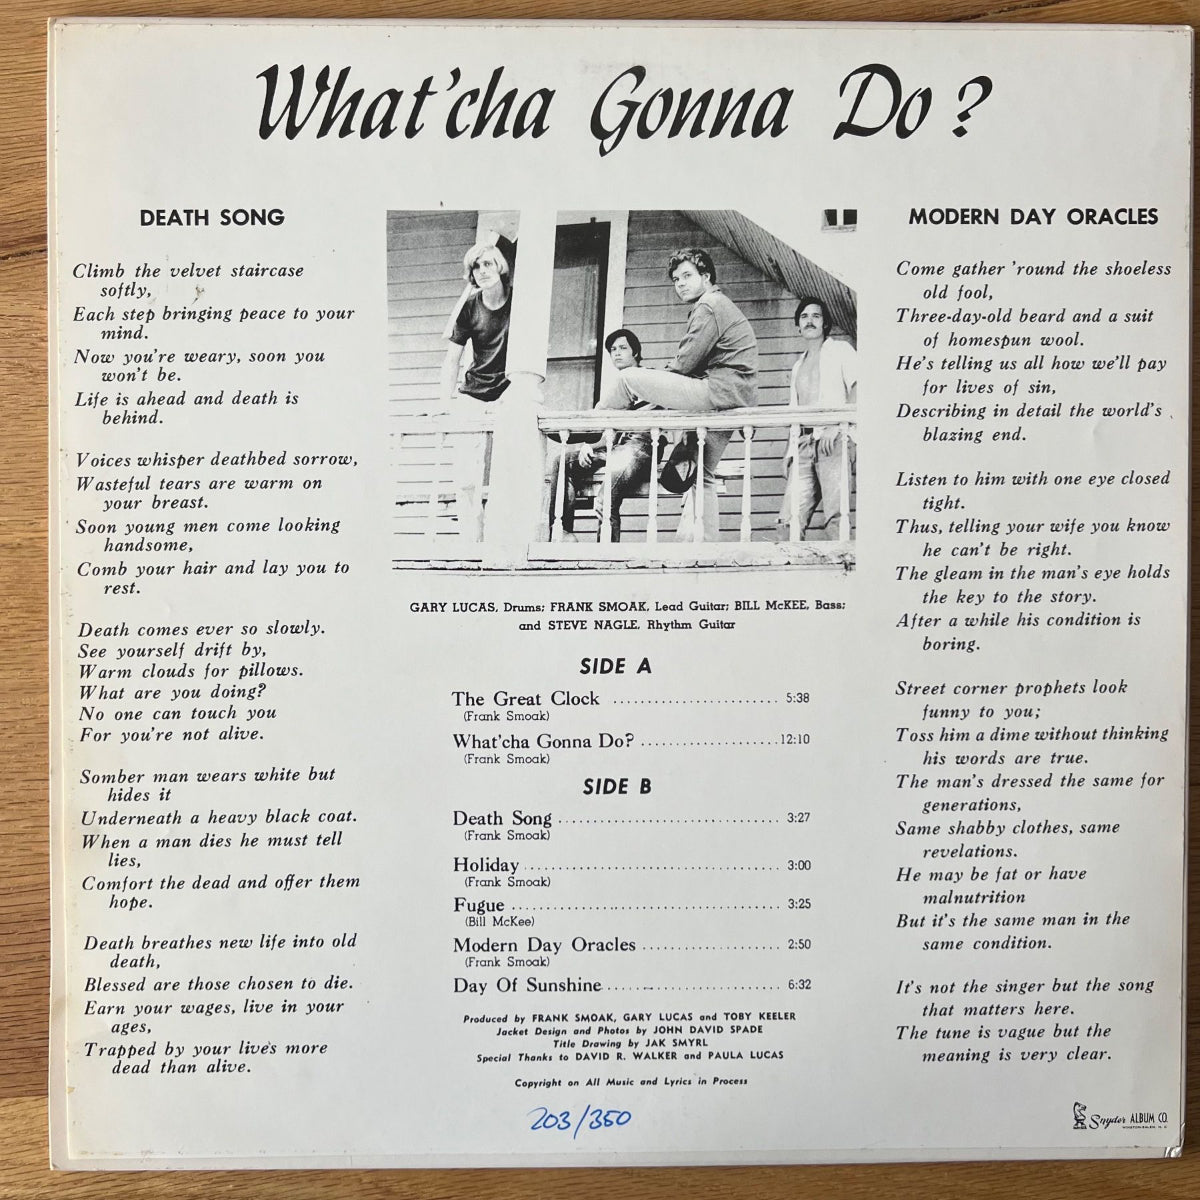 What'cha Gonna Do?
DEATH SONG
Climb the velvet staircase
softly,
Each step bringing peace to your
mind.
Now you're weary, soon you
won't be.
Life is ahead and death is
behind.
Voices whisper deathbed sorrow,
Wasteful tears are warm on
your breast.
Soon young men come looking
handsome,
Comb your hair and lay you to
rest.
Death comes ever so slowly.
See yourself drift by,
Warm clouds for pillows.
What are you doing?
No one can touch you
For you're not alive.
Somber man wears white but
hides it
Underneath a heavy black coat.
When a man dies he must tell
lies,
Comfort the dead and offer them
hope.
Death breathes new life into old
death,
Blessed are those chosen to die.
Earn your wages, live in your
ages,
Trapped by your live's more
dead than alive.
GARY LUCAS, Drums; FRANK SMOAK, Lead Guitar; BILL McKEE, Bass;
and STEVE NAGLE, Rhythm Guitar
SIDE A
The Great Clock ........................ 5:38
(Frank Smoak)
What'cha Gonna Do? .....................12:10
(Frank Smoak)
SIDE B
Death Song ................................. 3:27
(Frank Smoak)
Holiday ...................................... 3:00
(Frank Smoak)
Fugue ........................................ 3:25
(Bill McKee)
Modern Day Oracles .................... 2:50
(Frank Smoak)
Day Of Sunshine .......................... 6:32
Produced by FRANK SMOAK, GARY LUCAS and TOBY KEELER
Jacket Design and Photos by JOHN DAVID SPADE
Title Drawing by JAK SMYRL
Special Thanks to DAVID R. WALKER and PAULA LUCAS
Copyright on All Music and Lyrics in Process
203/350
MODERN DAY ORACLES
Come gather 'round the shoeless
old fool,
Three-day-old beard and a suit
of homespun wool.
He's telling us all how we'll pay
for lives of sin,
Describing in detail the world's
blazing end.
Listen to him with one eye closed
tight.
Thus, telling your wife you know
he can't be right.
The gleam in the man's eye holds
the key to the story.
After a while his condition is
boring.
Street corner prophets look
funny to you;
Toss him a dime without thinking
his words are true.
The man's dressed the same for
generations,
Same shabby clothes, same
revelations.
He may be fat or have
malnutrition
But it's the same man in the
same condition.
It's not the singer but the song
that matters here.
The tune is vague but the
meaning is very clear.
Snyder ALBUM CO.
WINSTON-SALEM, N. C.